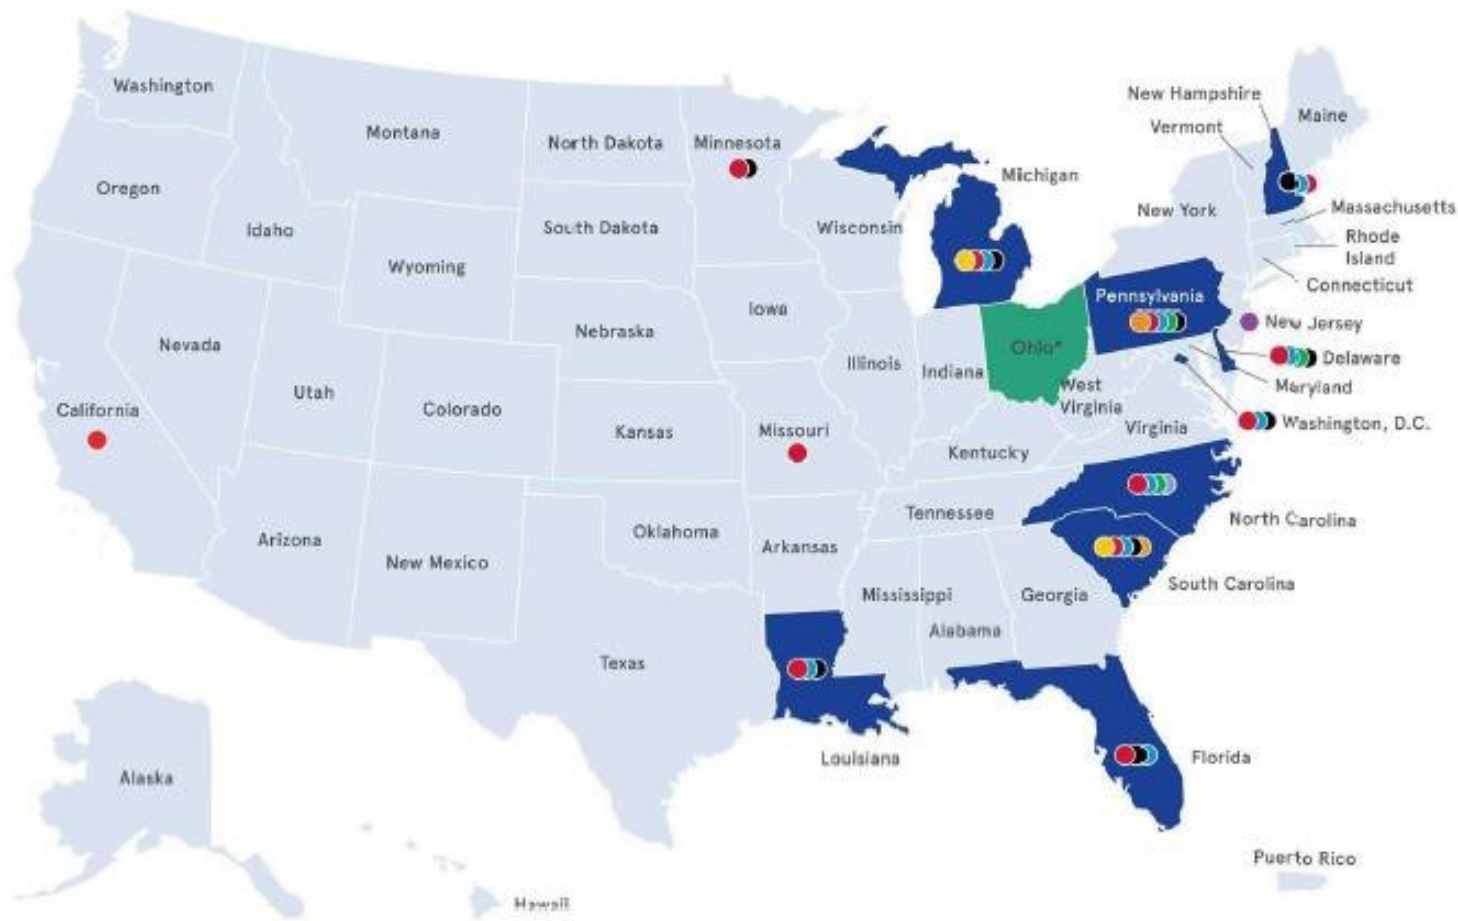 Washington
Montana
North Dakota
Minnesota
New Hampshire
Vermont
Maine
Oregon
Idaho
South Dakota
Wisconsin
Michigan
New York
Massachusetts
Rhode
Island
Connecticut
Wyoming
Iowa
Nebraska
Pennsylvania
New Jersey
Nevada
Utah
Colorado
Illinois
Indiana
Ohio*
West
Virginia
Delaware
Maryland
Washington, D.C.
California
Kansas
Missouri
Kentucky
Virginia
Arizona
New Mexico
Oklahoma
Arkansas
Tennessee
North Carolina
South Carolina
Mississippi
Alabama
Georgia
Texas
Louisiana
Florida
Alaska
Hawaii
Puerto Rico